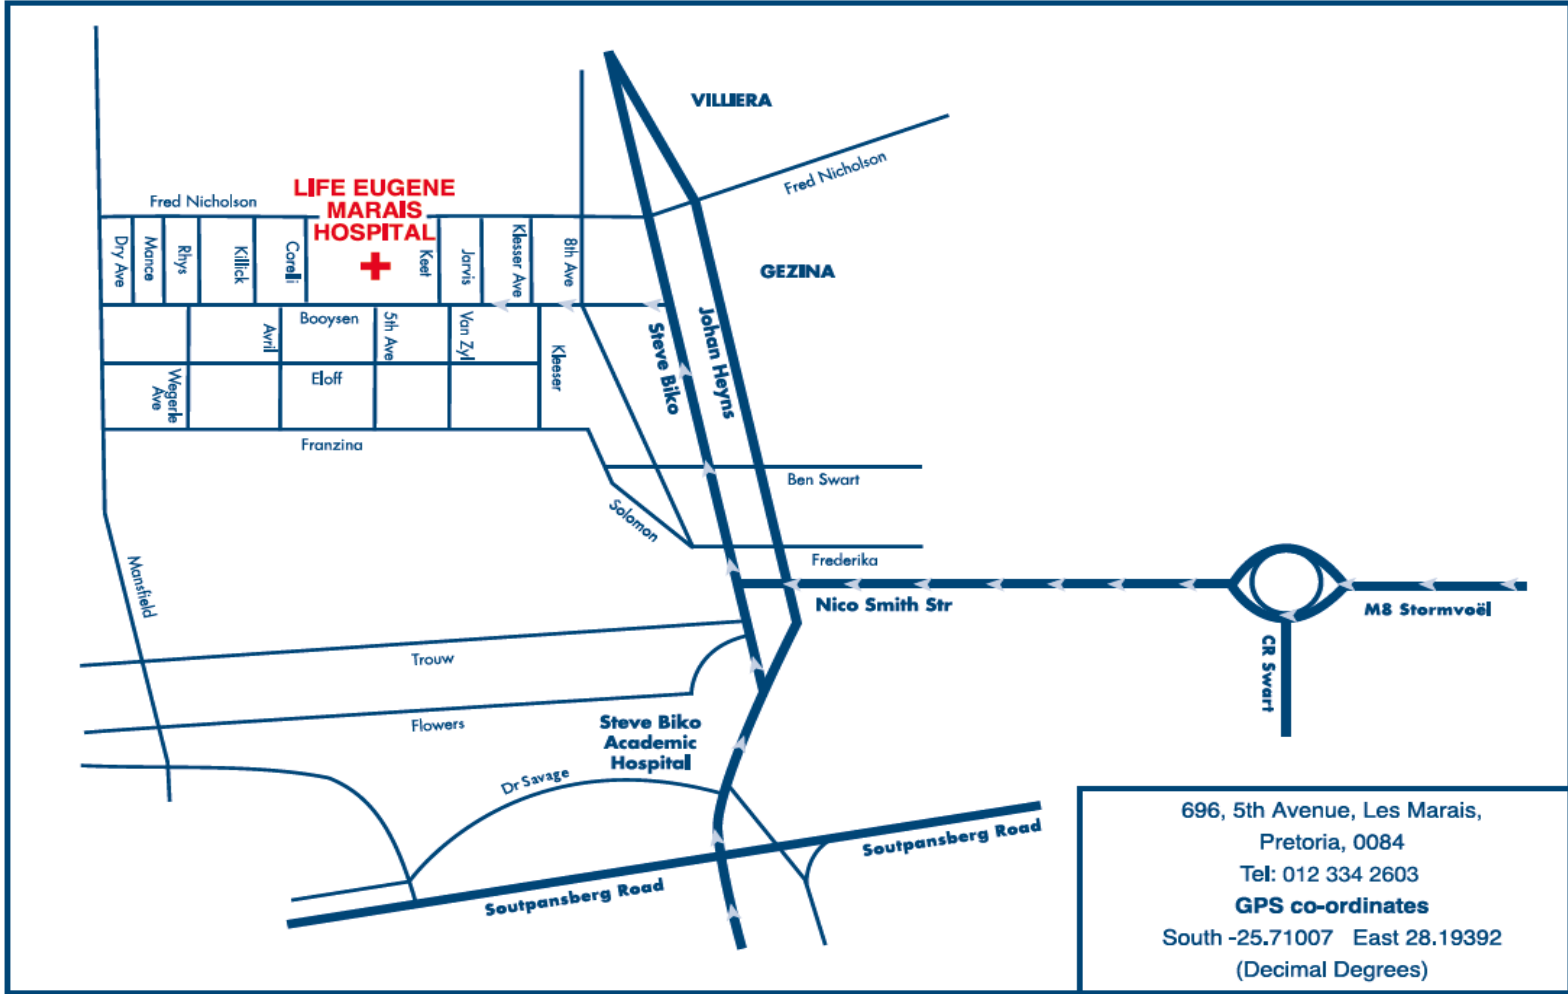 VILLIERA
Fred Nicholson
LIFE EUGENE
MARAIS
HOSPITAL
Fred Nicholson
Dry Ave
Mance
Rhys
Killick
Corelli
Keet
Jarvis
Klesser Ave
8th Ave
GEZINA
Booysen
Avril
5th Ave
Van Zyl
Kleeser
Steve Biko
Johan Heyns
Wegerle
Ave
Eloff
Franzina
Ben Swart
Solomon
Frederika
Mansfield
Nico Smith Str
M8 Stormvoël
CR Swart
Trouw
Flowers
Steve Biko
Academic
Hospital
Dr Savage
Soutpansberg Road
Soutpansberg Road
696, 5th Avenue, Les Marais,
Pretoria, 0084
Tel: 012 334 2603
GPS co-ordinates
South -25.71007 East 28.19392
(Decimal Degrees)